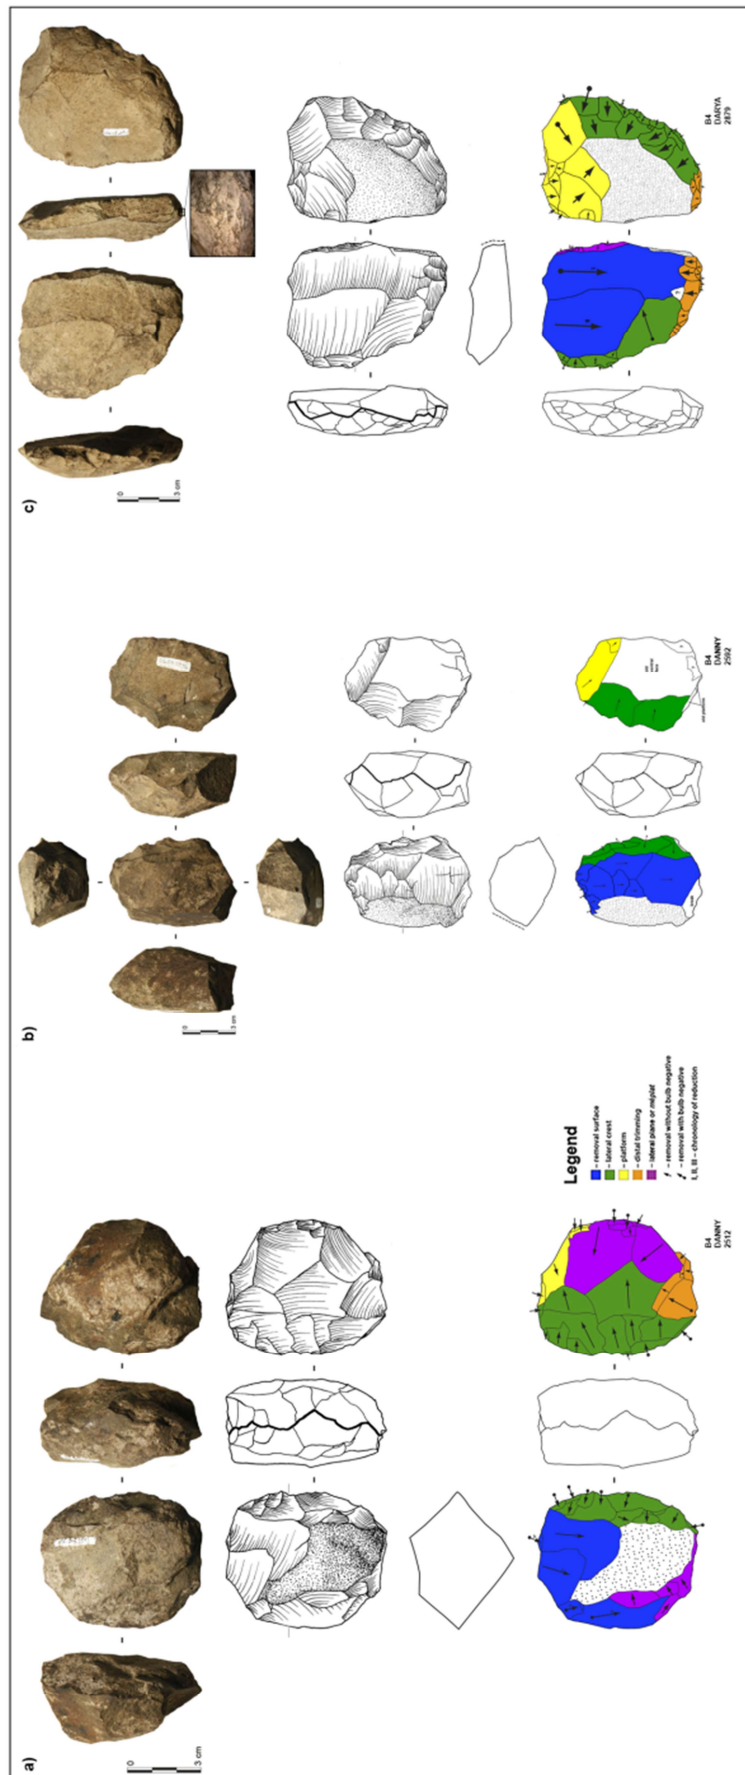 a)
0
3 cm
B4
DANNY
2512
Legend
– removal surface
– lateral crest
– platform
– distal trimming
– lateral plane or méplat
– removal without bulb negative
– removal with bulb negative
I, II, III – chronology of reduction
b)
0
3 cm
B4
DANNY
2592
c)
0
3 cm
B4
DARYA
2879